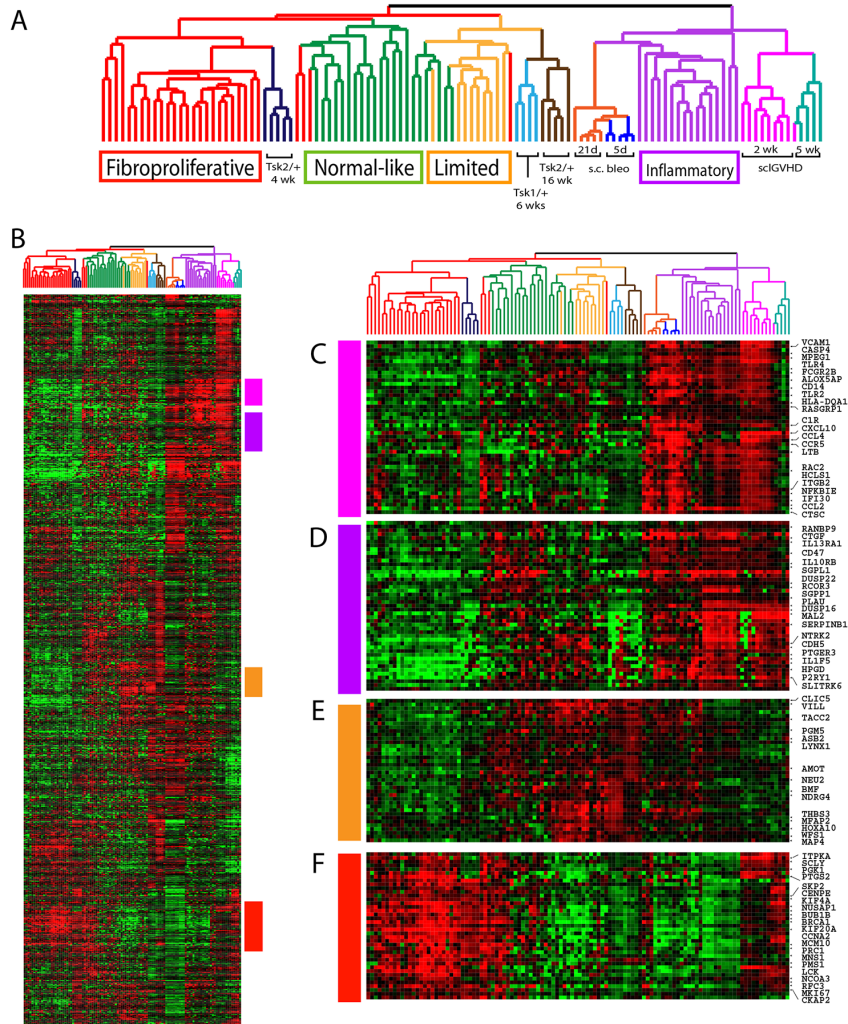 A
Fibroproliferative
Tsk2/+
4 wk
Normal-like
Limited
Tsk1/+
6 wks
Tsk2/+
16 wk
21d
5d
s.c. bleo
Inflammatory
2 wk
5 wk
sclGVHD
B
C
VCAM1
CASP4
MPEG1
TLR4
FCGR2B
ALOX5AP
CD14
TLR2
HLA-DQA1
RASGRP1
C1R
CXCL10
CCL4
CCR5
LTB
RAC2
HCLS1
ITGB2
NFKBIE
IFI30
CCL2
CTSC
D
RANBP9
CTGF
IL13RA1
CD47
IL10RB
SGPL1
DUSP22
RCOR3
SGPP1
PLAU
DUSP16
MAL2
SERPINB1
NTRK2
CDH5
PTGER3
IL1F5
HPGD
P2RY1
SLITRK6
E
CLIC5
VILL
TACC2
PGM5
ASB2
LYNX1
AMOT
NEU2
BMF
NDRG4
THBS3
MFAP2
HOXA10
WFS1
MAP4
F
ITPKA
SCLY
PGK1
PTGS2
SKP2
CENPE
KIF4A
NUSAP1
BUB1B
BRCA1
KIF20A
CCNA2
MCM10
PRC1
MNS1
PMS1
LCK
NCOA3
RFC3
MKI67
CKAP2